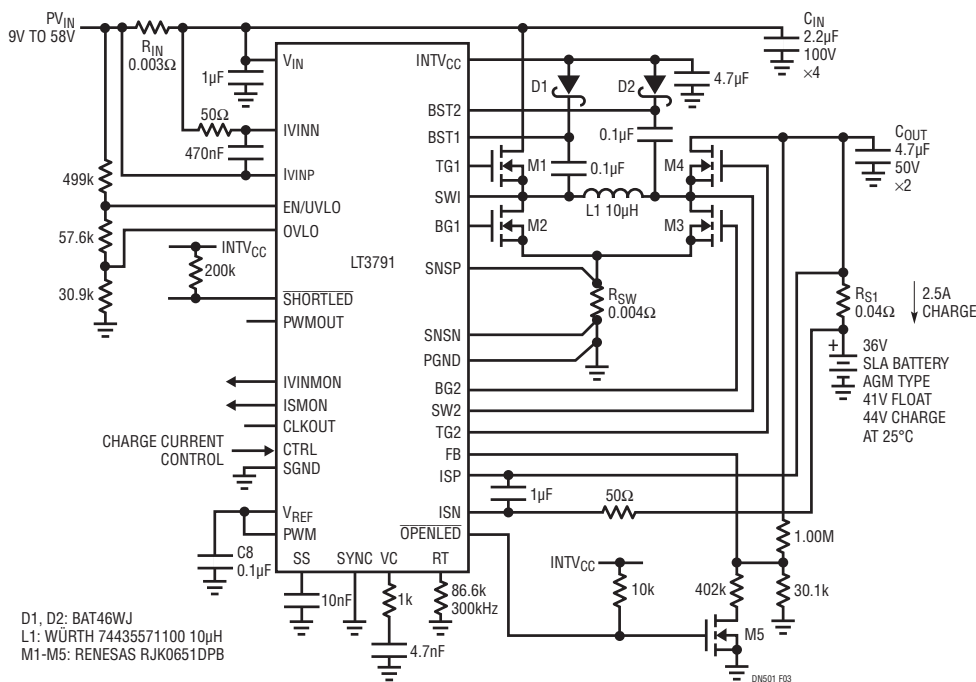 PVIN
9V TO 58V
RIN
0.003Ω
CIN
2.2µF
100V
×4
VIN
1µF
INTVCC
D1
D2
4.7µF
BST2
50Ω
IVINN
BST1
0.1µF
470nF
TG1
M1
0.1µF
M4
COUT
4.7µF
50V
×2
IVINP
499k
SWI
L1 10µH
EN/UVLO
BG1
M2
M3
57.6k
OVLO
INTVCC
200k
LT3791
SNSP
30.9k
SHORTLED
RSW
0.004Ω
RS1
0.04Ω
2.5A
CHARGE
PWMOUT
SNSN
PGND
+
36V
SLA BATTERY
AGM TYPE
41V FLOAT
44V CHARGE
AT 25°C
IVINMON
BG2
ISMON
SW2
CLKOUT
TG2
CHARGE CURRENT
CONTROL
CTRL
FB
SGND
ISP
1µF
50Ω
VREF
ISN
PWM
OPENLED
1.00M
C8
0.1µF
SS
SYNC
VC
RT
INTVCC
10nF
1k
86.6k
300kHz
10k
402k
30.1k
4.7nF
M5
D1, D2: BAT46WJ
L1: WÜRTH 74435571100 10µH
M1-M5: RENESAS RJK0651DPB
DN501 F03